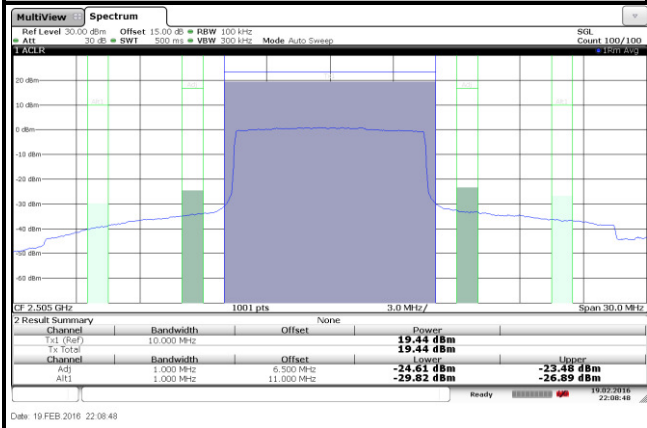 MultiView Spectrum
Ref Level 30.00 dBm Offset 15.00 dB RBW 100 kHz SGL
Att 30 dB SWT 500 ms VBW 300 kHz Mode Auto Sweep Count 100/100
1 ACLR 1Rm Avg
20 dBm
Adj
Adj
10 dBm
0 dBm
-10 dBm
-20 dBm
-30 dBm
-40 dBm
-50 dBm
-60 dBm
CF 2.505 GHz 1001 pts 3.0 MHz/ Span 30.0 MHz
2 Result Summary None
Channel Bandwidth Offset Power
Tx1 (Ref) 10.000 MHz 19.44 dBm
Tx Total 19.44 dBm
Channel Bandwidth Offset Lower Upper
Adj 1.000 MHz 6.500 MHz -24.61 dBm -23.48 dBm
Alt1 1.000 MHz 11.000 MHz -29.82 dBm -26.89 dBm
Ready 19.02.2016
22:08:48
Date: 19.FEB.2016 22:08:48